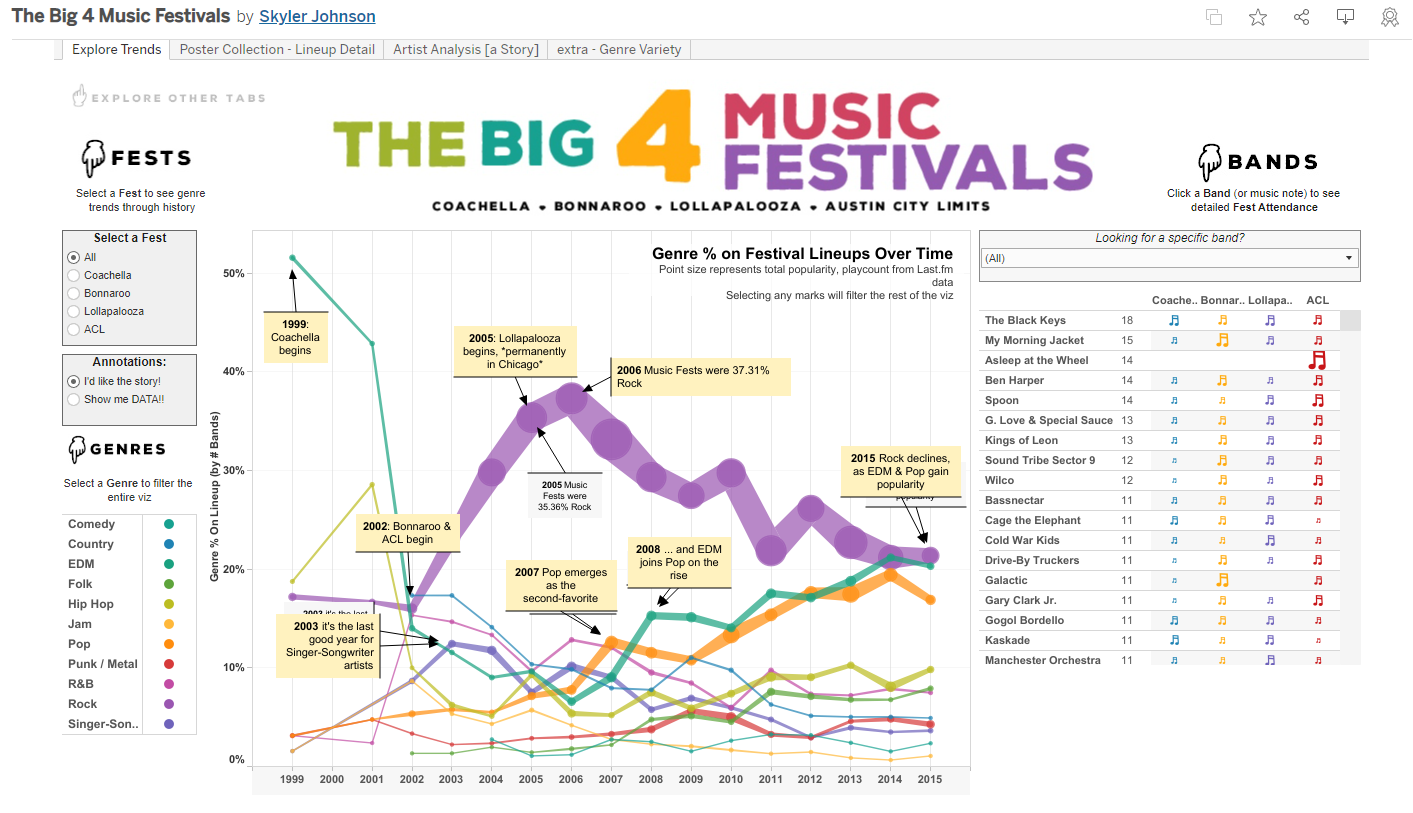 The Big 4 Music Festivals by Skyler Johnson
Explore Trends
Poster Collection - Lineup Detail
Artist Analysis [a Story]
extra - Genre Variety
EXPLORE OTHER TABS
THE BIG 4 MUSIC FESTIVALS
COACHELLA ♥ BONNAROO ♥ LOLLAPALOOZA ♥ AUSTIN CITY LIMITS
FESTS
Select a Fest to see genre
trends through history
Select a Fest
All
Coachella
Bonnaroo
Lollapalooza
ACL
Annotations:
I'd like the story!
Show me DATA!!
GENRES
Select a Genre to filter the
entire viz
Comedy
Country
EDM
Folk
Hip Hop
Jam
Pop
Punk / Metal
R&B
Rock
Singer-Son..
Genre % on Festival Lineups Over Time
Point size represents total popularity, playcount from Last.fm
data
Selecting any marks will filter the rest of the viz
Genre % On Lineup (by # Bands)
50%
40%
30%
20%
10%
0%
1999:
Coachella
begins
2005: Lollapalooza
begins, *permanently
in Chicago*
2006 Music Fests were 37.31%
Rock
2005 Music
Fests were
35.36% Rock
2015 Rock declines,
as EDM & Pop gain
popularity
2002: Bonnaroo &
ACL begin
2008 ... and EDM
joins Pop on the
rise
2007 Pop emerges
as the
second-favorite
2003 it's the last
2003 it's the last
good year for
Singer-Songwriter
artists
1999 2000 2001 2002 2003 2004 2005 2006 2007 2008 2009 2010 2011 2012 2013 2014 2015
BANDS
Click a Band (or music note) to see
detailed Fest Attendance
Looking for a specific band?
(All)
Coache.. Bonnar.. Lollapa.. ACL
The Black Keys 18
My Morning Jacket 15
Asleep at the Wheel 14
Ben Harper 14
Spoon 14
G. Love & Special Sauce 13
Kings of Leon 13
Sound Tribe Sector 9 12
Wilco 12
Bassnectar 11
Cage the Elephant 11
Cold War Kids 11
Drive-By Truckers 11
Galactic 11
Gary Clark Jr. 11
Gogol Bordello 11
Kaskade 11
Manchester Orchestra 11